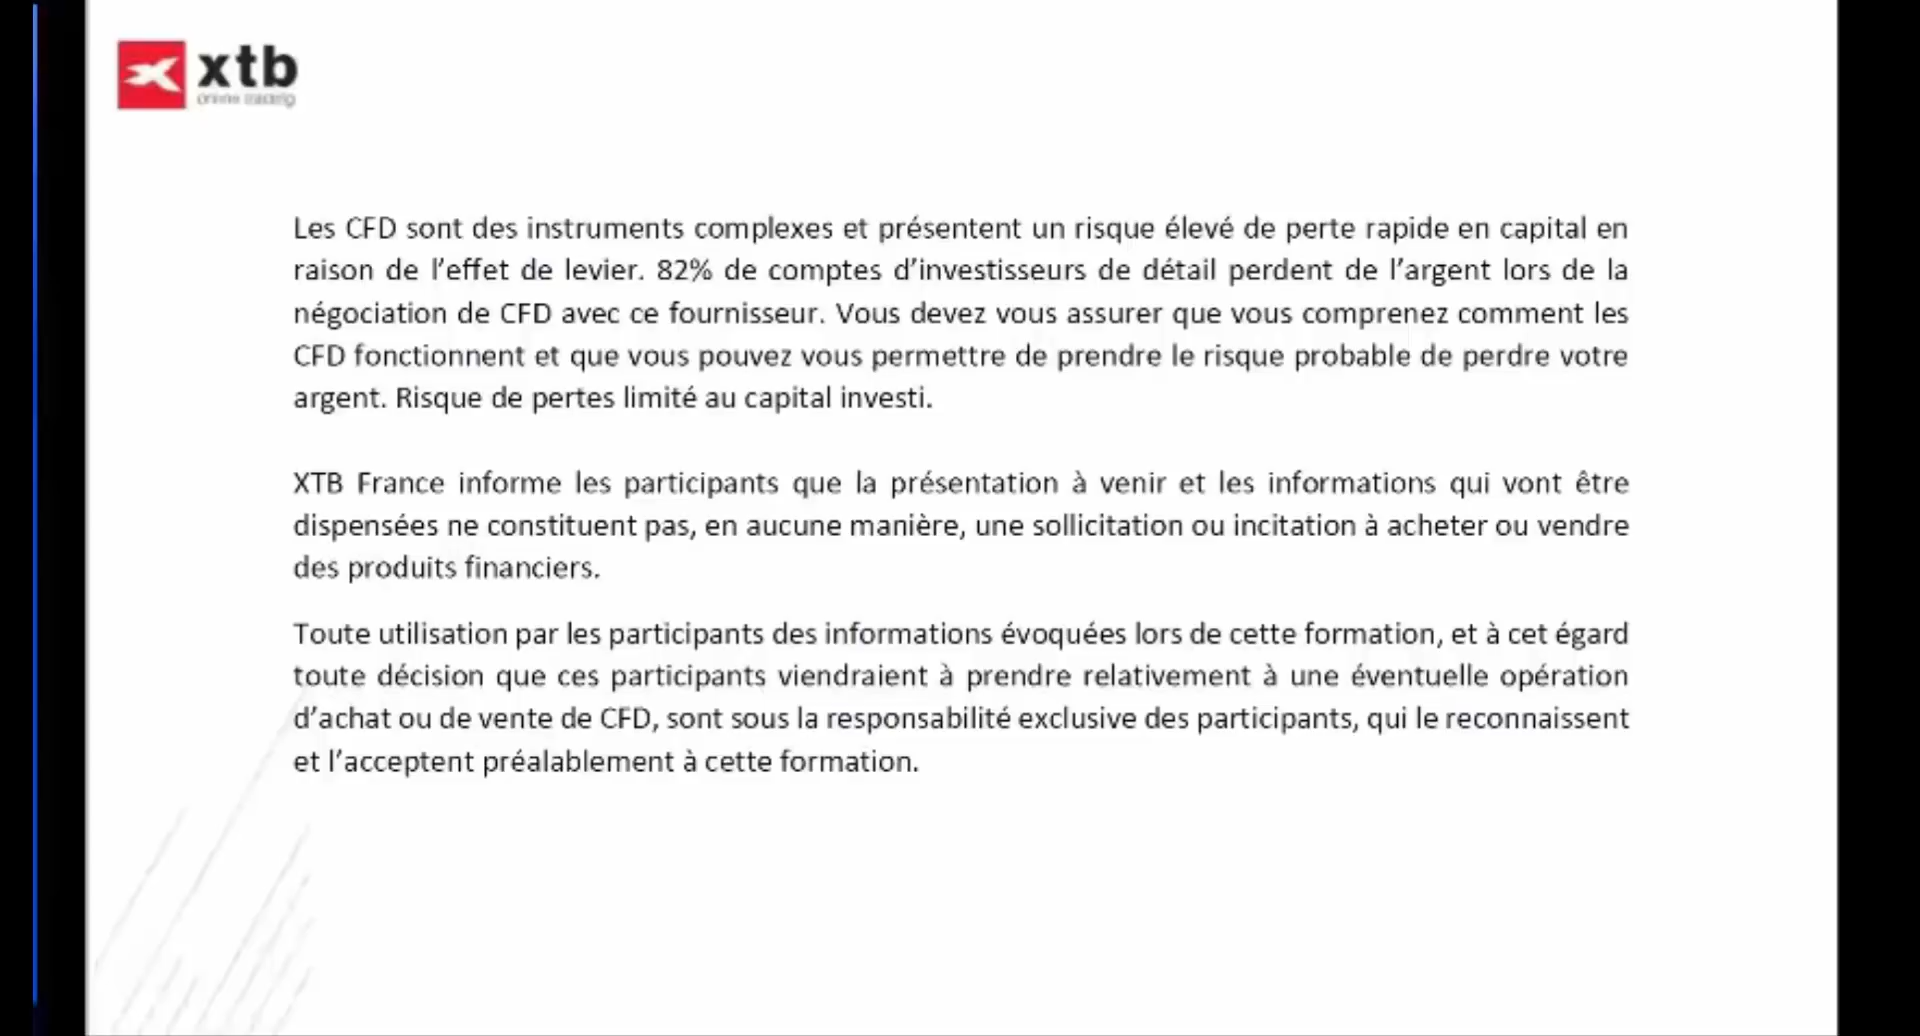 xtb
online trading
Les CFD sont des instruments complexes et présentent un risque élevé de perte rapide en capital en
raison de l’effet de levier. 82% de comptes d’investisseurs de détail perdent de l’argent lors de la
négociation de CFD avec ce fournisseur. Vous devez vous assurer que vous comprenez comment les
CFD fonctionnent et que vous pouvez vous permettre de prendre le risque probable de perdre votre
argent. Risque de pertes limité au capital investi.
XTB France informe les participants que la présentation à venir et les informations qui vont être
dispensées ne constituent pas, en aucune manière, une sollicitation ou incitation à acheter ou vendre
des produits financiers.
Toute utilisation par les participants des informations évoquées lors de cette formation, et à cet égard
toute décision que ces participants viendraient à prendre relativement à une éventuelle opération
d’achat ou de vente de CFD, sont sous la responsabilité exclusive des participants, qui le reconnaissent
et l’acceptent préalablement à cette formation.